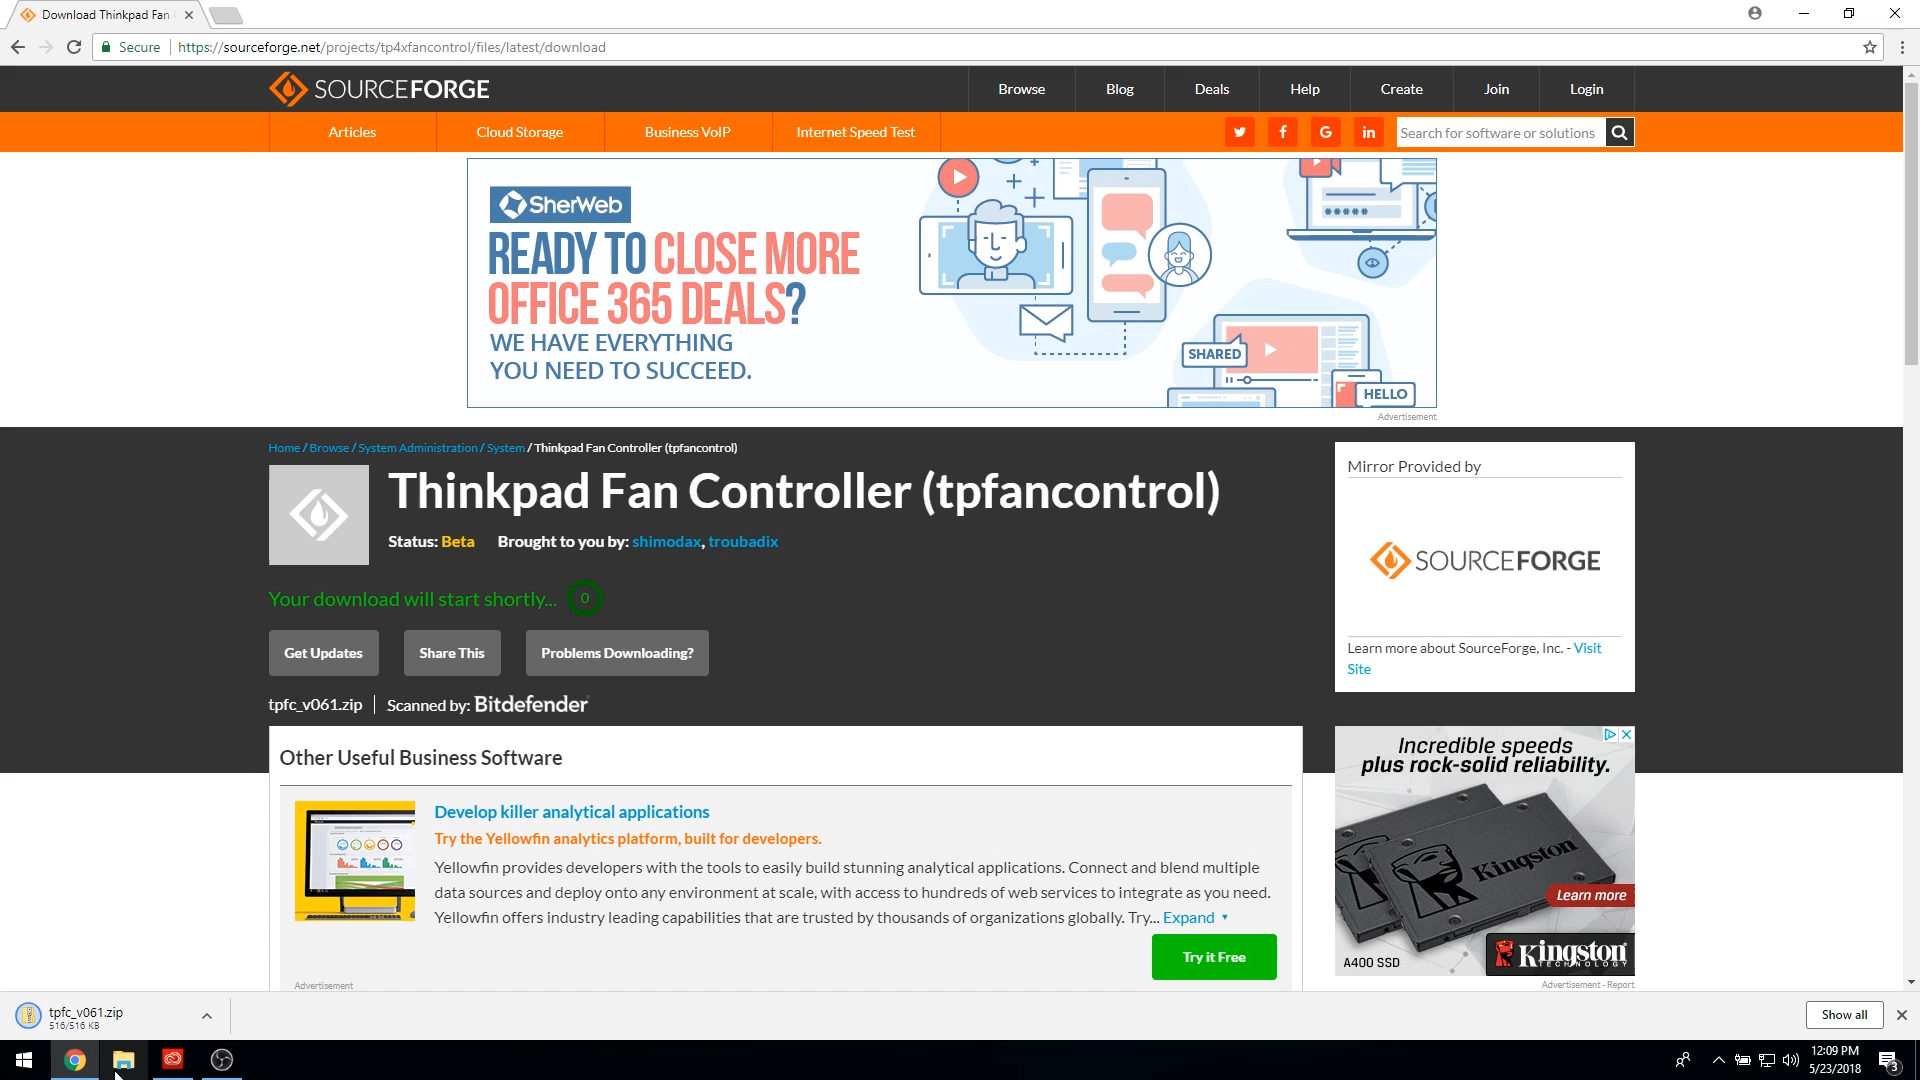 Download Thinkpad Fan
Secure
https://sourceforge.net/projects/tp4xfancontrol/files/latest/download
SOURCEFORGE
Browse
Blog
Deals
Help
Create
Join
Login
Articles
Cloud Storage
Business VoIP
Internet Speed Test
Search for software or solutions
SherWeb
READY TO CLOSE MORE
OFFICE 365 DEALS?
WE HAVE EVERYTHING
YOU NEED TO SUCCEED.
SHARED
HELLO
Advertisement
Home / Browse / System Administration / System / Thinkpad Fan Controller (tpfancontrol)
Thinkpad Fan Controller (tpfancontrol)
Status: Beta
Brought to you by: shimodax, troubadix
Your download will start shortly... 0
Get Updates
Share This
Problems Downloading?
tpfc_v061.zip
Scanned by: Bitdefender
Mirror Provided by
SOURCEFORGE
Learn more about SourceForge, Inc. - Visit
Site
Other Useful Business Software
Develop killer analytical applications
Try the Yellowfin analytics platform, built for developers.
Yellowfin provides developers with the tools to easily build stunning analytical applications. Connect and blend multiple
data sources and deploy onto any environment at scale, with access to hundreds of web services to integrate as you need.
Yellowfin offers industry leading capabilities that are trusted by thousands of organizations globally. Try... Expand
Try it Free
Advertisement
Incredible speeds
plus rock-solid reliability.
Kingston
Learn more
A400 SSD
Kingston
TECHNOLOGY
Advertisement - Report
tpfc_v061.zip
516/516 KB
Show all
12:09 PM
5/23/2018
3